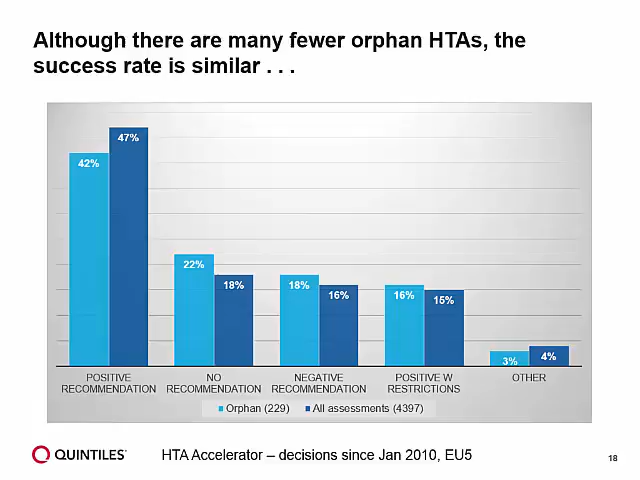 Although there are many fewer orphan HTAs, the
success rate is similar . . .
47%
42%
22%
18%
18%
16%
16%
15%
3%
4%
POSITIVE
RECOMMENDATION
NO
RECOMMENDATION
NEGATIVE
RECOMMENDATION
POSITIVE W
RESTRICTIONS
OTHER
Orphan (229) All assessments (4397)
QUINTILES HTA Accelerator – decisions since Jan 2010, EU5
18